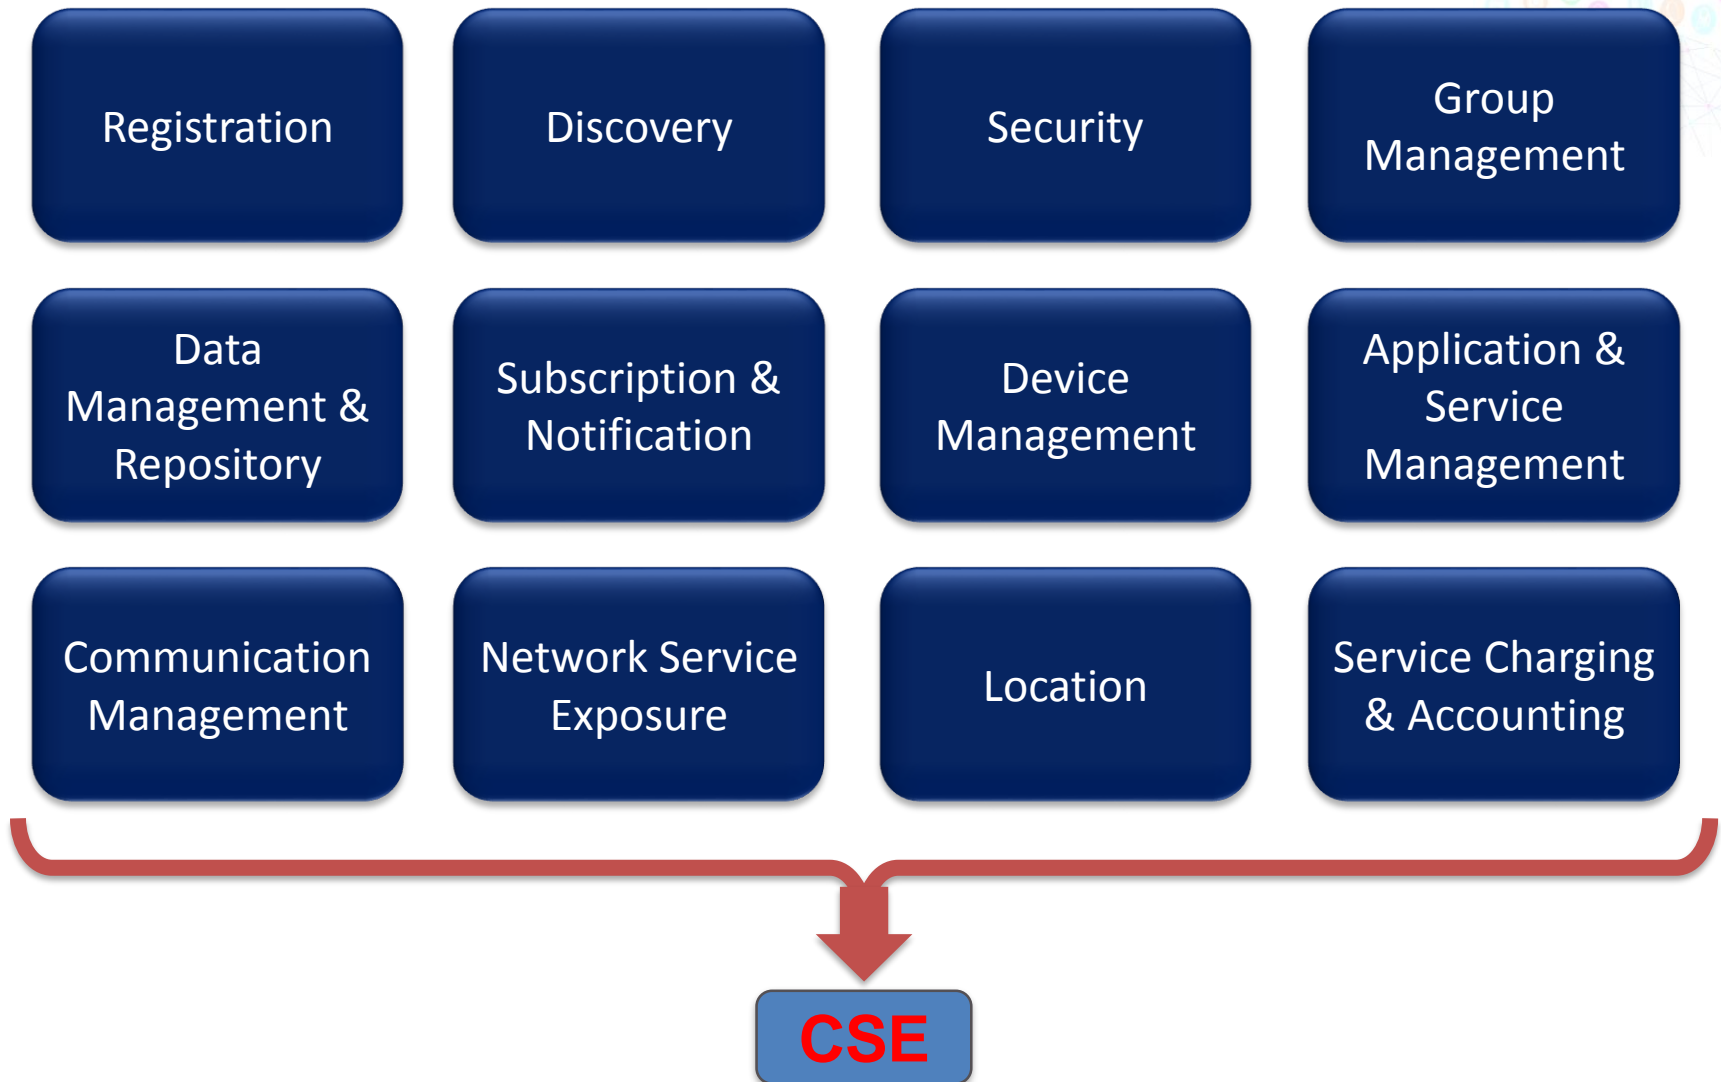 Registration
Discovery
Security
Group
Management
Data
Management &
Repository
Subscription &
Notification
Device
Management
Application &
Service
Management
Communication
Management
Network Service
Exposure
Location
Service Charging
& Accounting
CSE